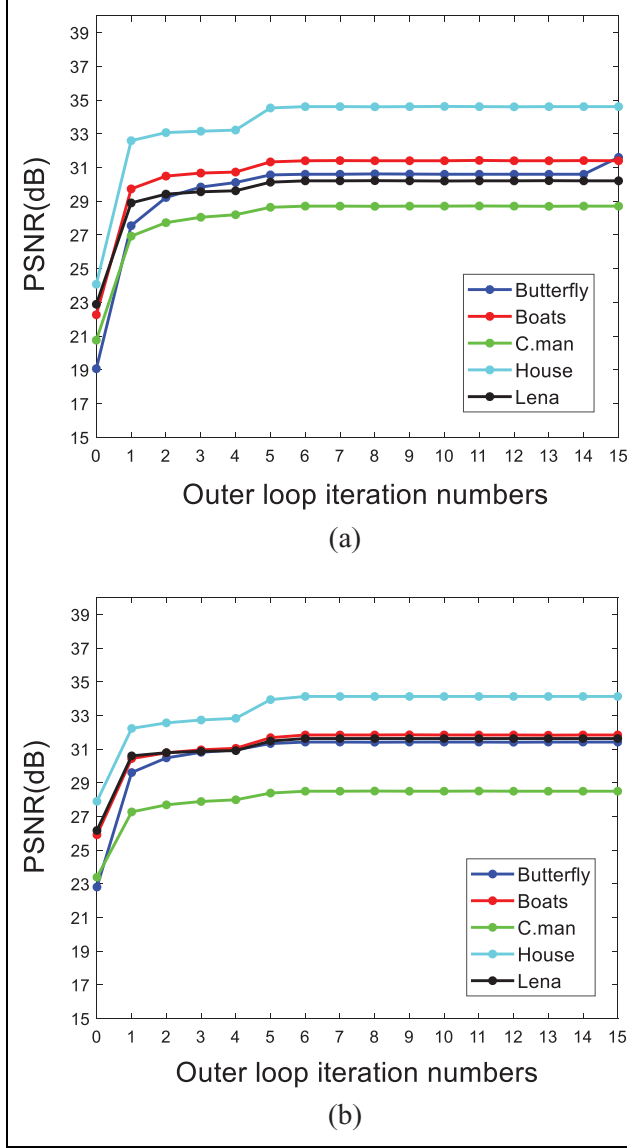 39
37
35
33
31
29
27
25
23
21
19
17
15
PSNR(dB)
Butterfly
Boats
C.man
House
Lena
0 1 2 3 4 5 6 7 8 9 10 11 12 13 14 15
Outer loop iteration numbers
(a)
39
37
35
33
31
29
27
25
23
21
19
17
15
PSNR(dB)
Butterfly
Boats
C.man
House
Lena
0 1 2 3 4 5 6 7 8 9 10 11 12 13 14 15
Outer loop iteration numbers
(b)